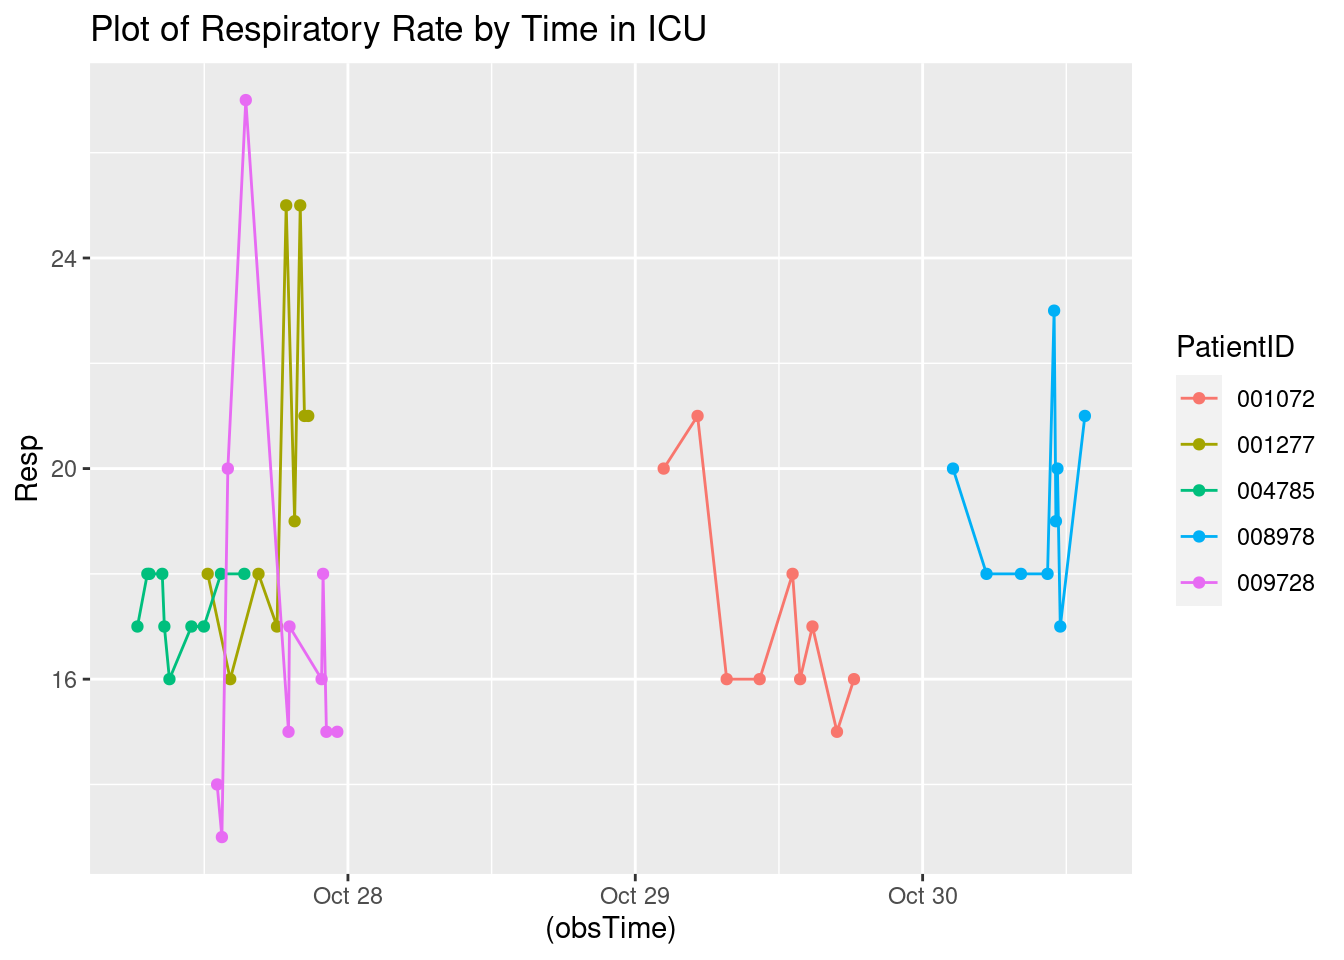 Plot of Respiratory Rate by Time in ICU
Resp
24
20
16
Oct 28
Oct 29
Oct 30
(obsTime)
PatientID
001072
001277
004785
008978
009728